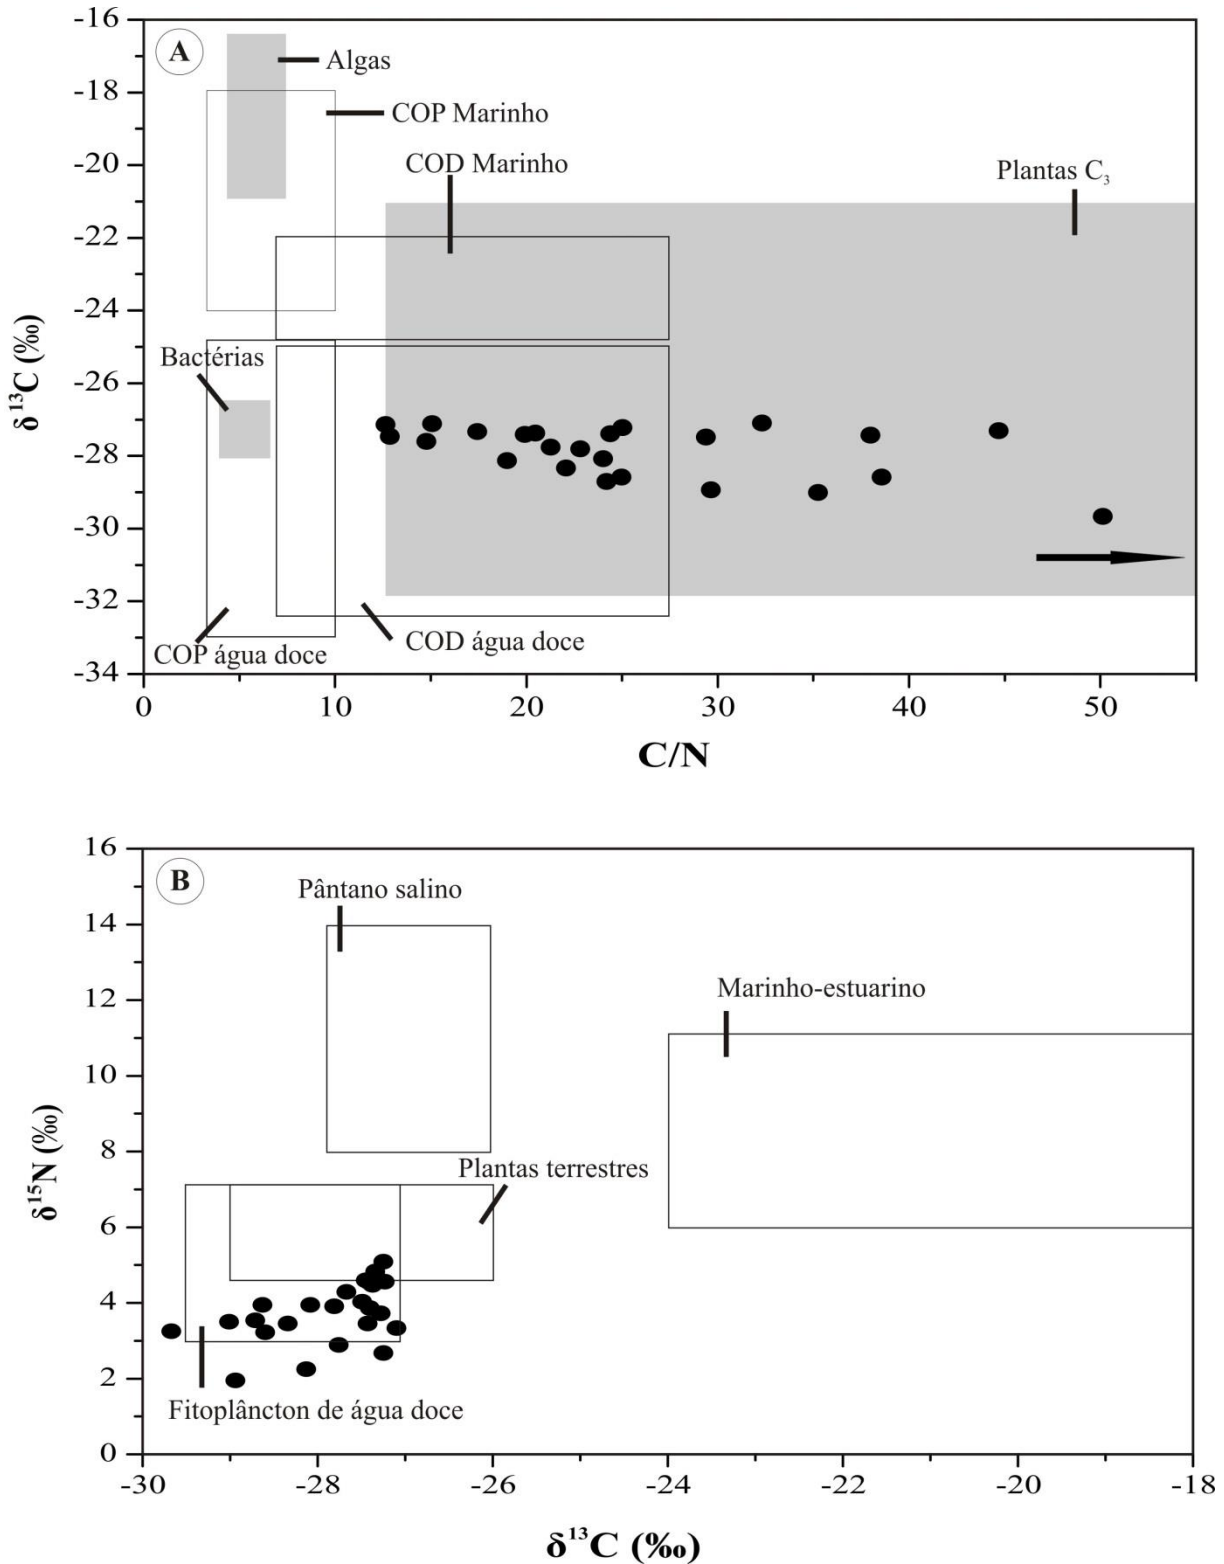 A
-16
-18
-20
-22
-24
-26
-28
-30
-32
-34
δ¹³C (‰)
Algas
COP Marinho
COD Marinho
Plantas C₃
Bactérias
COP água doce
COD água doce
0
10
20
30
40
50
C/N
B
16
14
12
10
8
6
4
2
0
δ¹⁵N (‰)
Pântano salino
Marinho-estuarino
Plantas terrestres
Fitoplâncton de água doce
-30
-28
-26
-24
-22
-20
-18
δ¹³C (‰)